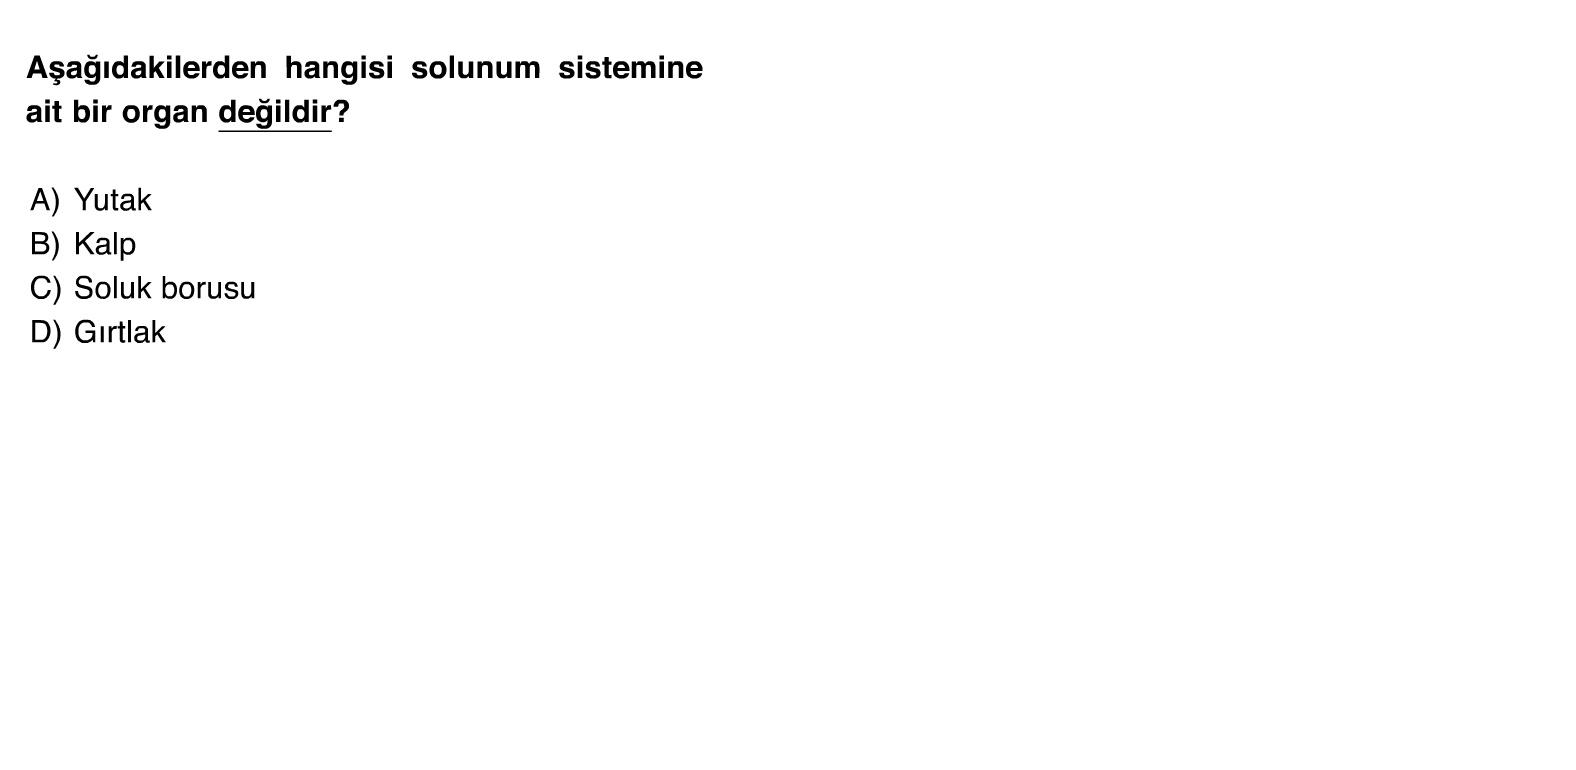 Aşağıdakilerden hangisi solunum sistemine
ait bir organ değildir?
A) Yutak
B) Kalp
C) Soluk borusu
D) Gırtlak